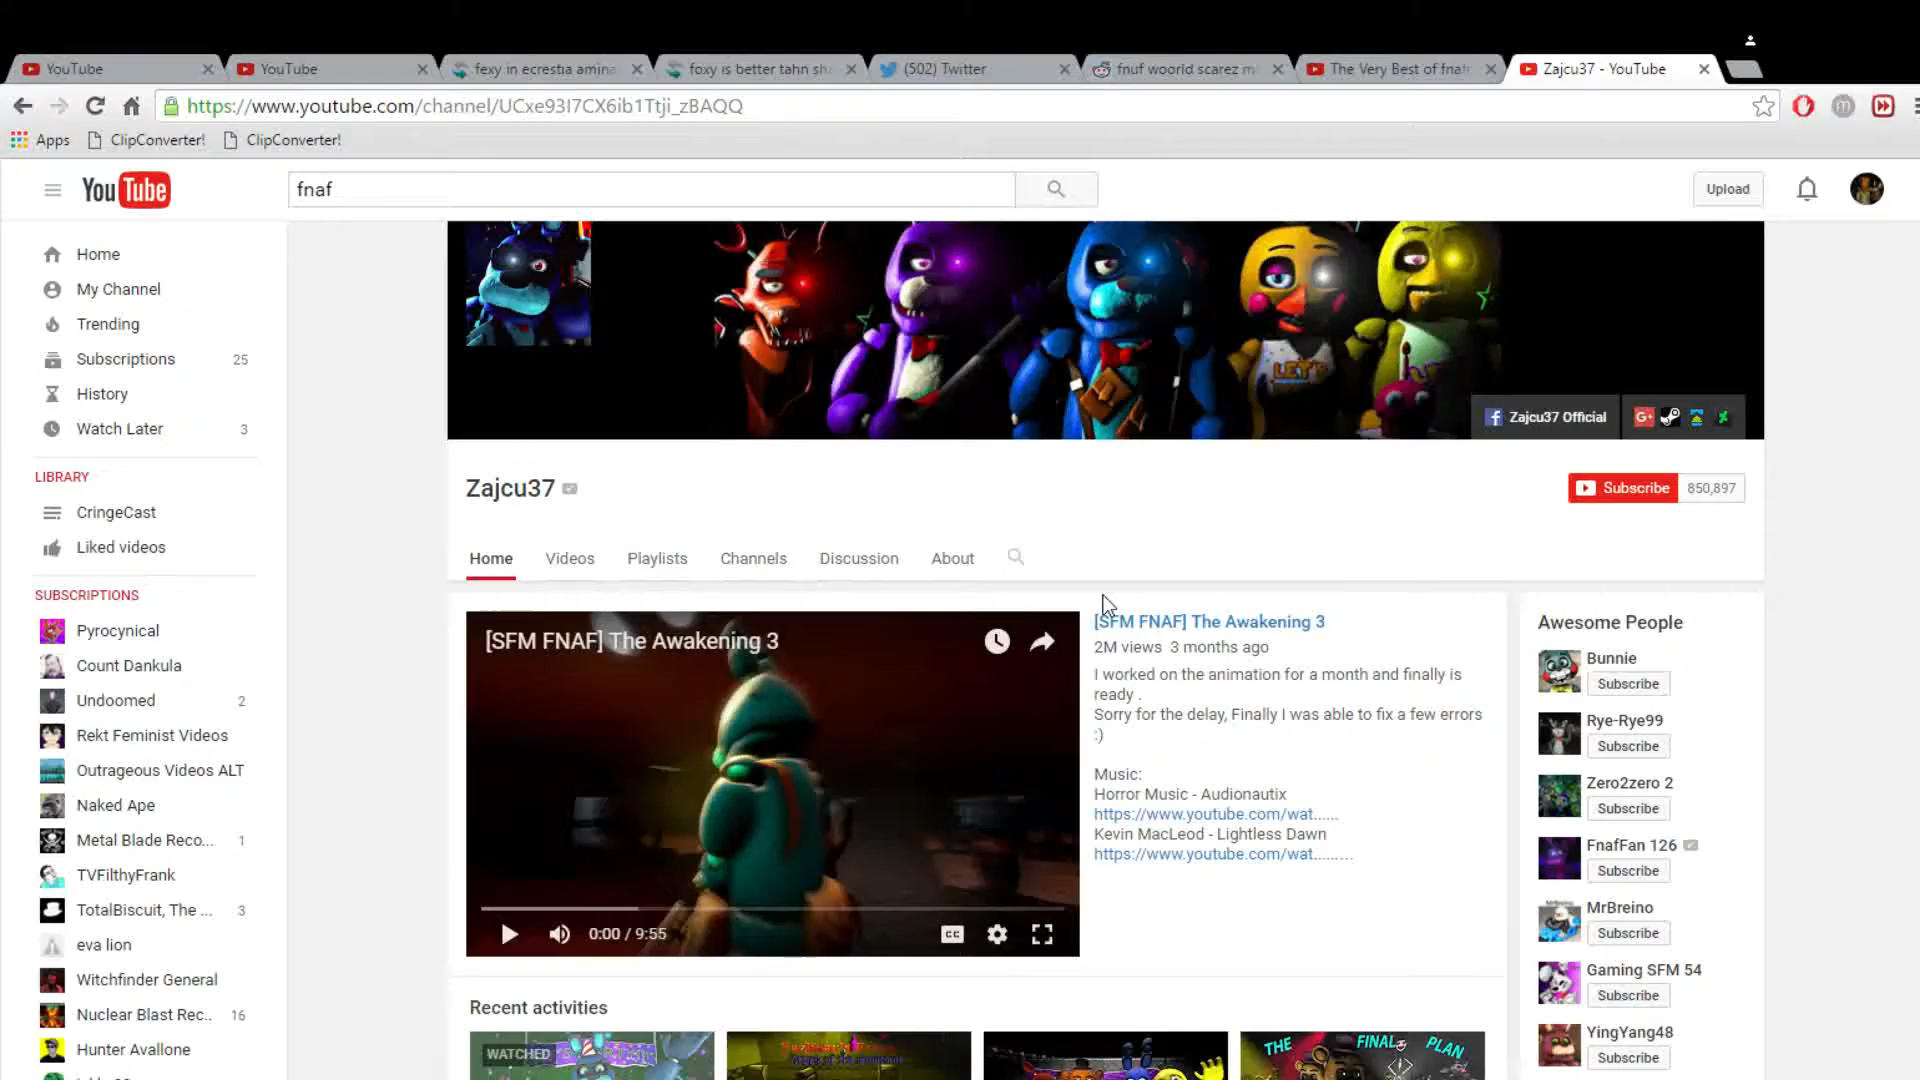 YouTube
YouTube
fexy in ecrestia amina
foxy is better tahn sh
(502) Twitter
fnuf woorld scarez m
The Very Best of fnaf
Zajcu37 - YouTube
https://www.youtube.com/channel/UCxe93I7CX6ib1Ttji_zBAQQ
Apps
ClipConverter!
ClipConverter!
YouTube
fnaf
Upload
Home
My Channel
Trending
Subscriptions 25
History
Watch Later 3
LIBRARY
CringeCast
Liked videos
SUBSCRIPTIONS
Pyrocynical
Count Dankula
Undoomed 2
Rekt Feminist Videos
Outrageous Videos ALT
Naked Ape
Metal Blade Reco... 1
TVFilthyFrank
TotalBiscuit, The ... 3
eva lion
Witchfinder General
Nuclear Blast Rec.. 16
Hunter Avallone
LET'S
Zajcu37 Official
G+
Zajcu37
Subscribe 850,897
Home
Videos
Playlists
Channels
Discussion
About
[SFM FNAF] The Awakening 3
0:00 / 9:55
CC
[SFM FNAF] The Awakening 3
2M views 3 months ago
I worked on the animation for a month and finally is
ready .
Sorry for the delay, Finally I was able to fix a few errors
:)
Music:
Horror Music - Audionautix
https://www.youtube.com/wat......
Kevin MacLeod - Lightless Dawn
https://www.youtube.com/wat.........
Awesome People
Bunnie
Subscribe
Rye-Rye99
Subscribe
Zero2zzero 2
Subscribe
FnafFan 126
Subscribe
MrBreino
Subscribe
Gaming SFM 54
Subscribe
YingYang48
Subscribe
Recent activities
WATCHED
THE FINAL PLAN